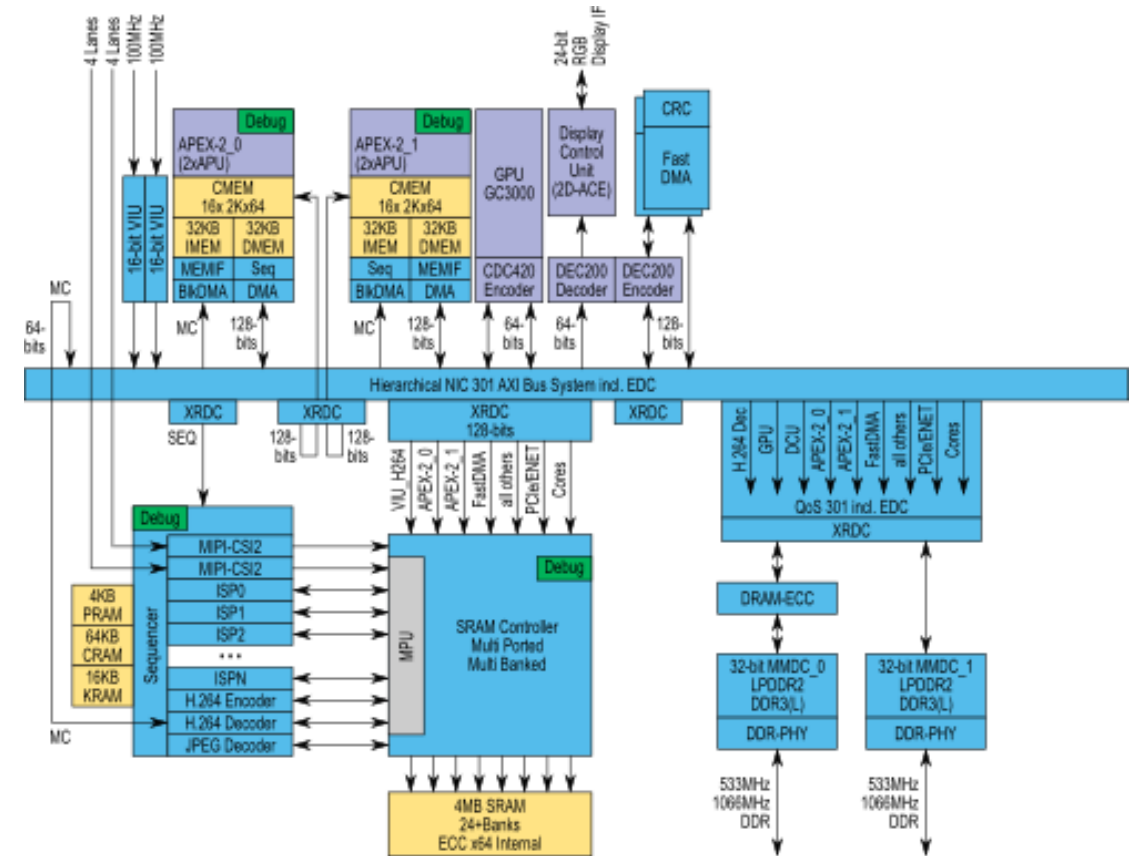 4 Lanes
4 Lanes
100MHz
100MHz
24-bit
RGB
Display IF
Debug
APEX-2_0
(2xAPU)
CMEM
16x 2Kx64
32KB
IMEM
32KB
DMEM
MEMIF
Seq
BlkDMA
DMA
16-bit VIU
16-bit VIU
Debug
APEX-2_1
(2xAPU)
CMEM
16x 2Kx64
32KB
IMEM
32KB
DMEM
Seq
MEMIF
BlkDMA
DMA
GPU
GC3000
CDC420
Encoder
Display
Control
Unit
(2D-ACE)
DEC200
Decoder
DEC200
Encoder
CRC
Fast
DMA
MC
64-
bits
MC
128-
bits
MC
128-
bits
64-
bits
64-
bits
128-
bits
Hierarchical NIC 301 AXI Bus System incl. EDC
XRDC
XRDC
XRDC
128-bits
XRDC
SEQ
128-
bits
128-
bits
VIU_H264
APEX-2_0
APEX-2_1
FastDMA
all others
PCIe/ENET
Cores
H.264 Dec
GPU
DCU
APEX-2_0
APEX-2_1
FastDMA
all others
PCIe/ENET
Cores
QoS 301 incl. EDC
XRDC
Debug
Sequencer
MIPI-CSI2
MIPI-CSI2
ISP0
ISP1
ISP2
...
ISPN
H.264 Encoder
H.264 Decoder
JPEG Decoder
4KB
PRAM
64KB
CRAM
16KB
KRAM
MC
MPU
Debug
SRAM Controller
Multi Ported
Multi Banked
4MB SRAM
24+Banks
ECC x64 Internal
DRAM-ECC
32-bit MMDC_0
LPDDR2
DDR3(L)
DDR-PHY
32-bit MMDC_1
LPDDR2
DDR3(L)
DDR-PHY
533MHz
1066MHz
DDR
533MHz
1066MHz
DDR